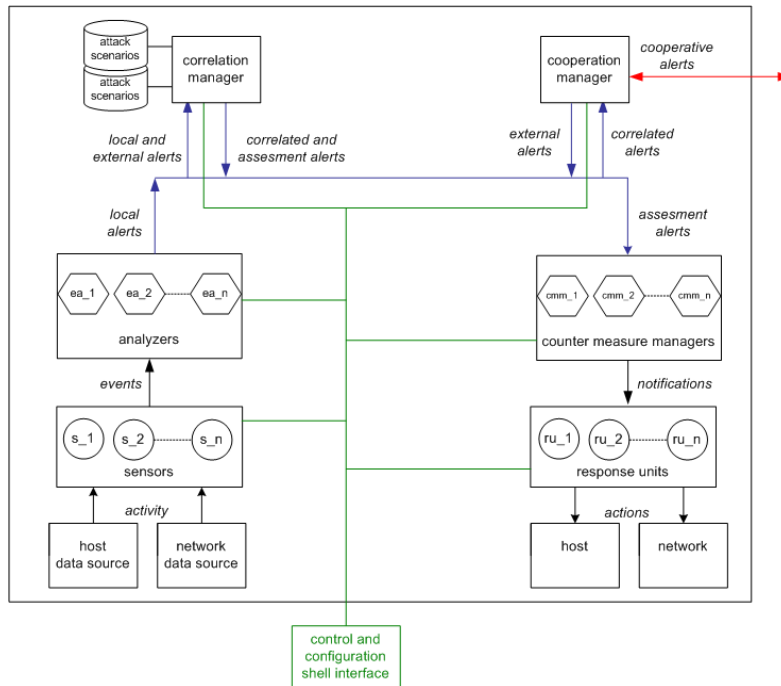 attack
scenarios
attack
scenarios
correlation
manager
cooperation
manager
cooperative
alerts
local and
external alerts
correlated and
assesment alerts
external
alerts
correlated
alerts
local
alerts
assesment
alerts
ea_1
ea_2
ea_n
analyzers
cmm_1
cmm_2
cmm_n
counter measure managers
events
notifications
s_1
s_2
s_n
sensors
ru_1
ru_2
ru_n
response units
activity
actions
host
data source
network
data source
host
network
control and
configuration
shell interface